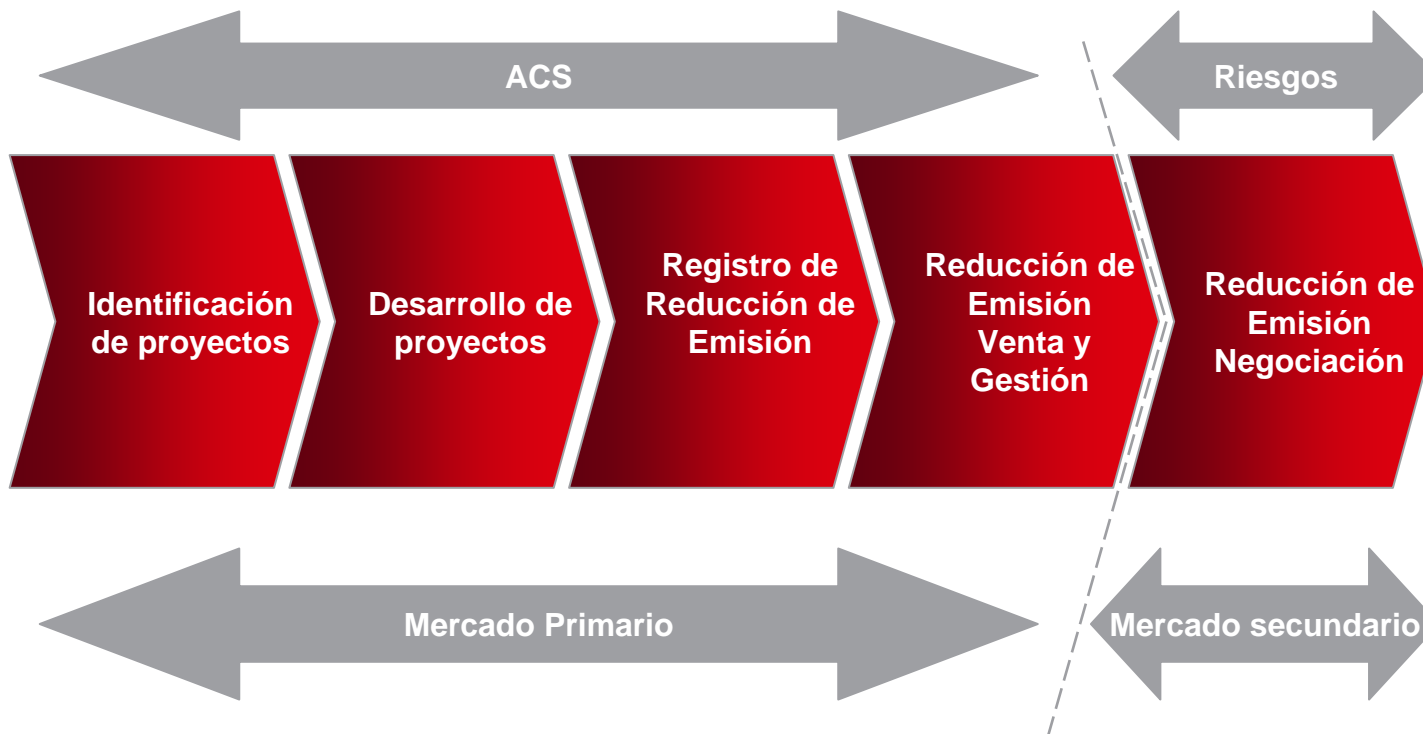 ACS
Riesgos
Identificación
de proyectos
Desarrollo de
proyectos
Registro de
Reducción de
Emisión
Reducción de
Emisión
Venta y
Gestión
Reducción de
Emisión
Negociación
Mercado Primario
Mercado secundario